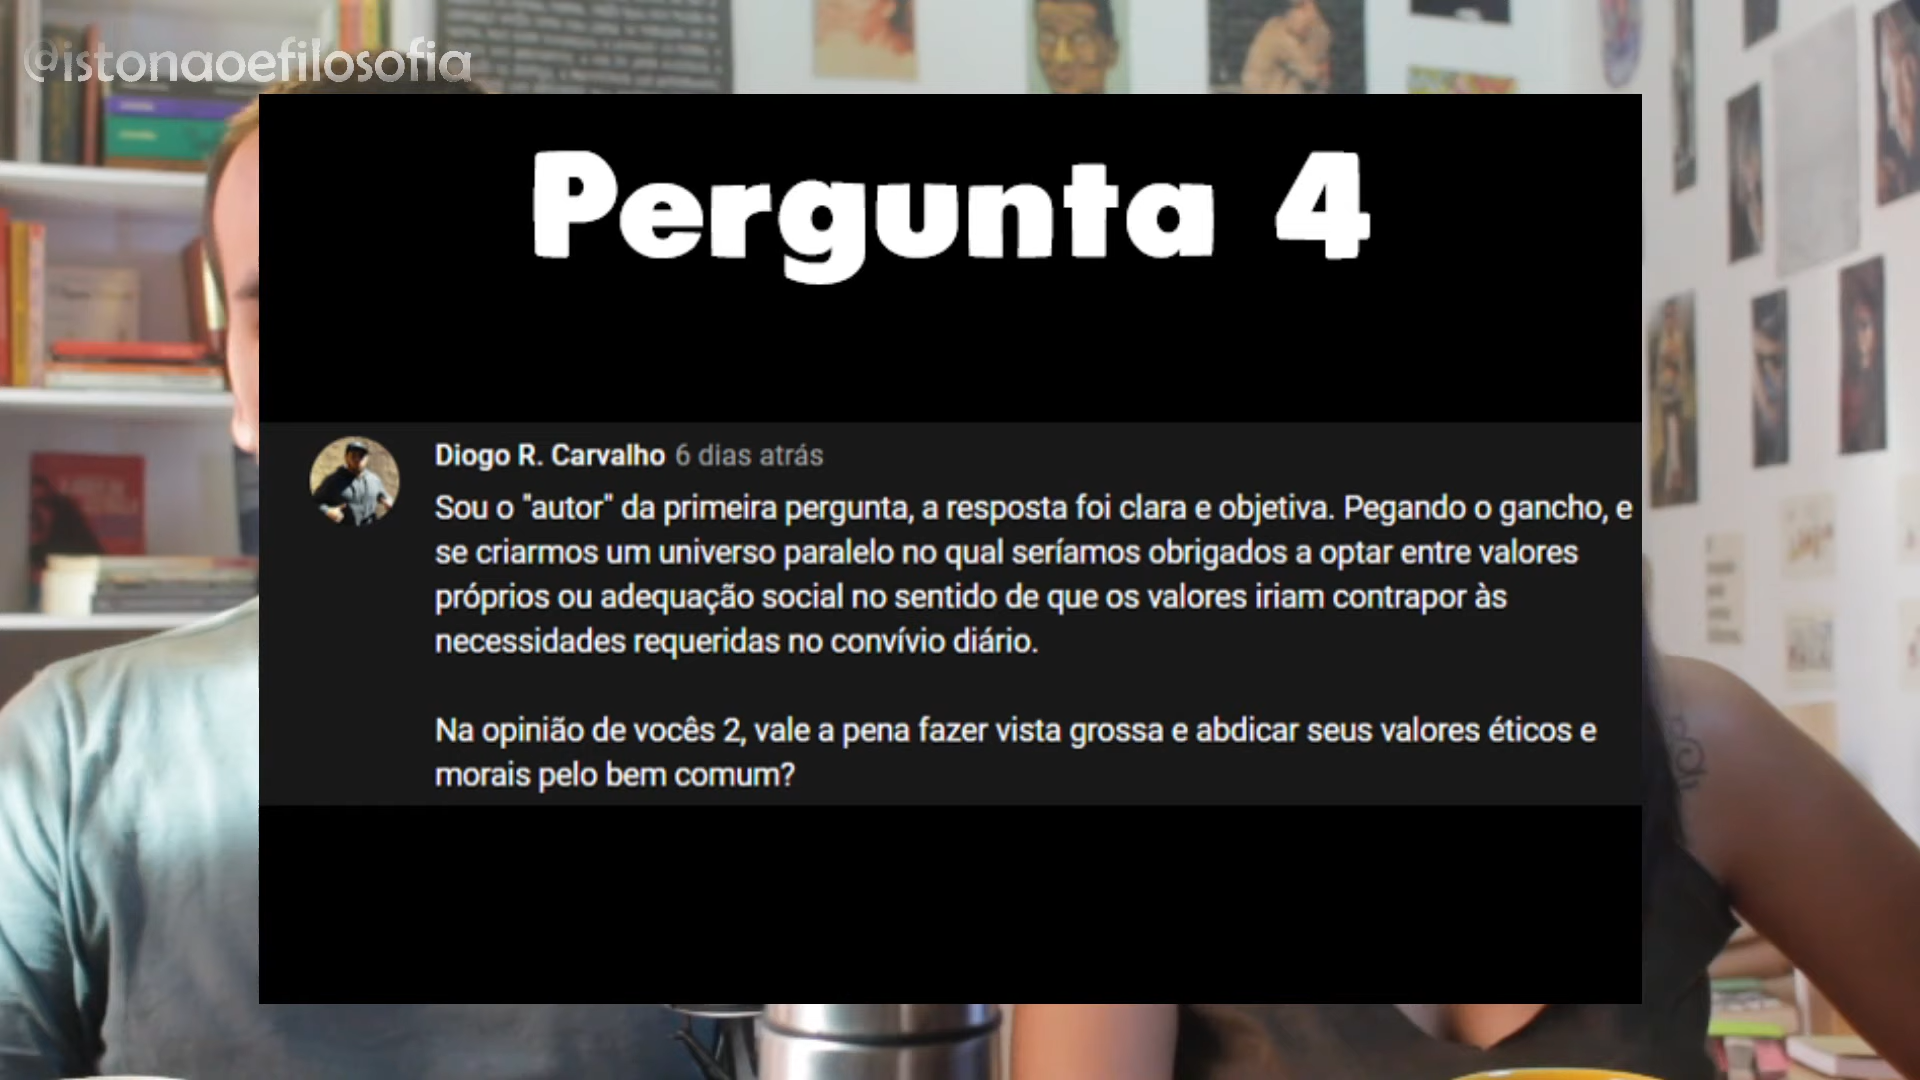 @istonaoefilosofia
Pergunta 4
Diogo R. Carvalho 6 dias atrás
Sou o "autor" da primeira pergunta, a resposta foi clara e objetiva. Pegando o gancho, e
se criarmos um universo paralelo no qual seríamos obrigados a optar entre valores
próprios ou adequação social no sentido de que os valores iriam contrapor às
necessidades requeridas no convívio diário.
Na opinião de vocês 2, vale a pena fazer vista grossa e abdicar seus valores éticos e
morais pelo bem comum?